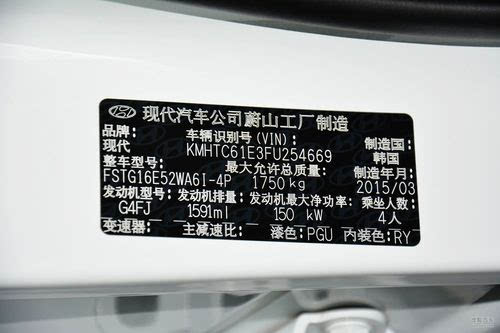 现代汽车公司蔚山工厂制造
品牌: 车辆识别号(VIN): 制造国:
现代 KMHTC61E3FU254669 韩国
整车型号: 最大允许总质量: 制造年月:
FSTG16E52WA6I-4P 1750kg 2015/03
发动机型号: 发动机排量: 发动机最大净功率: 乘坐人数:
G4FJ 1591ml 150 kW 4人
变速器: 主减速比: - 漆色: PGU 内装色: RY